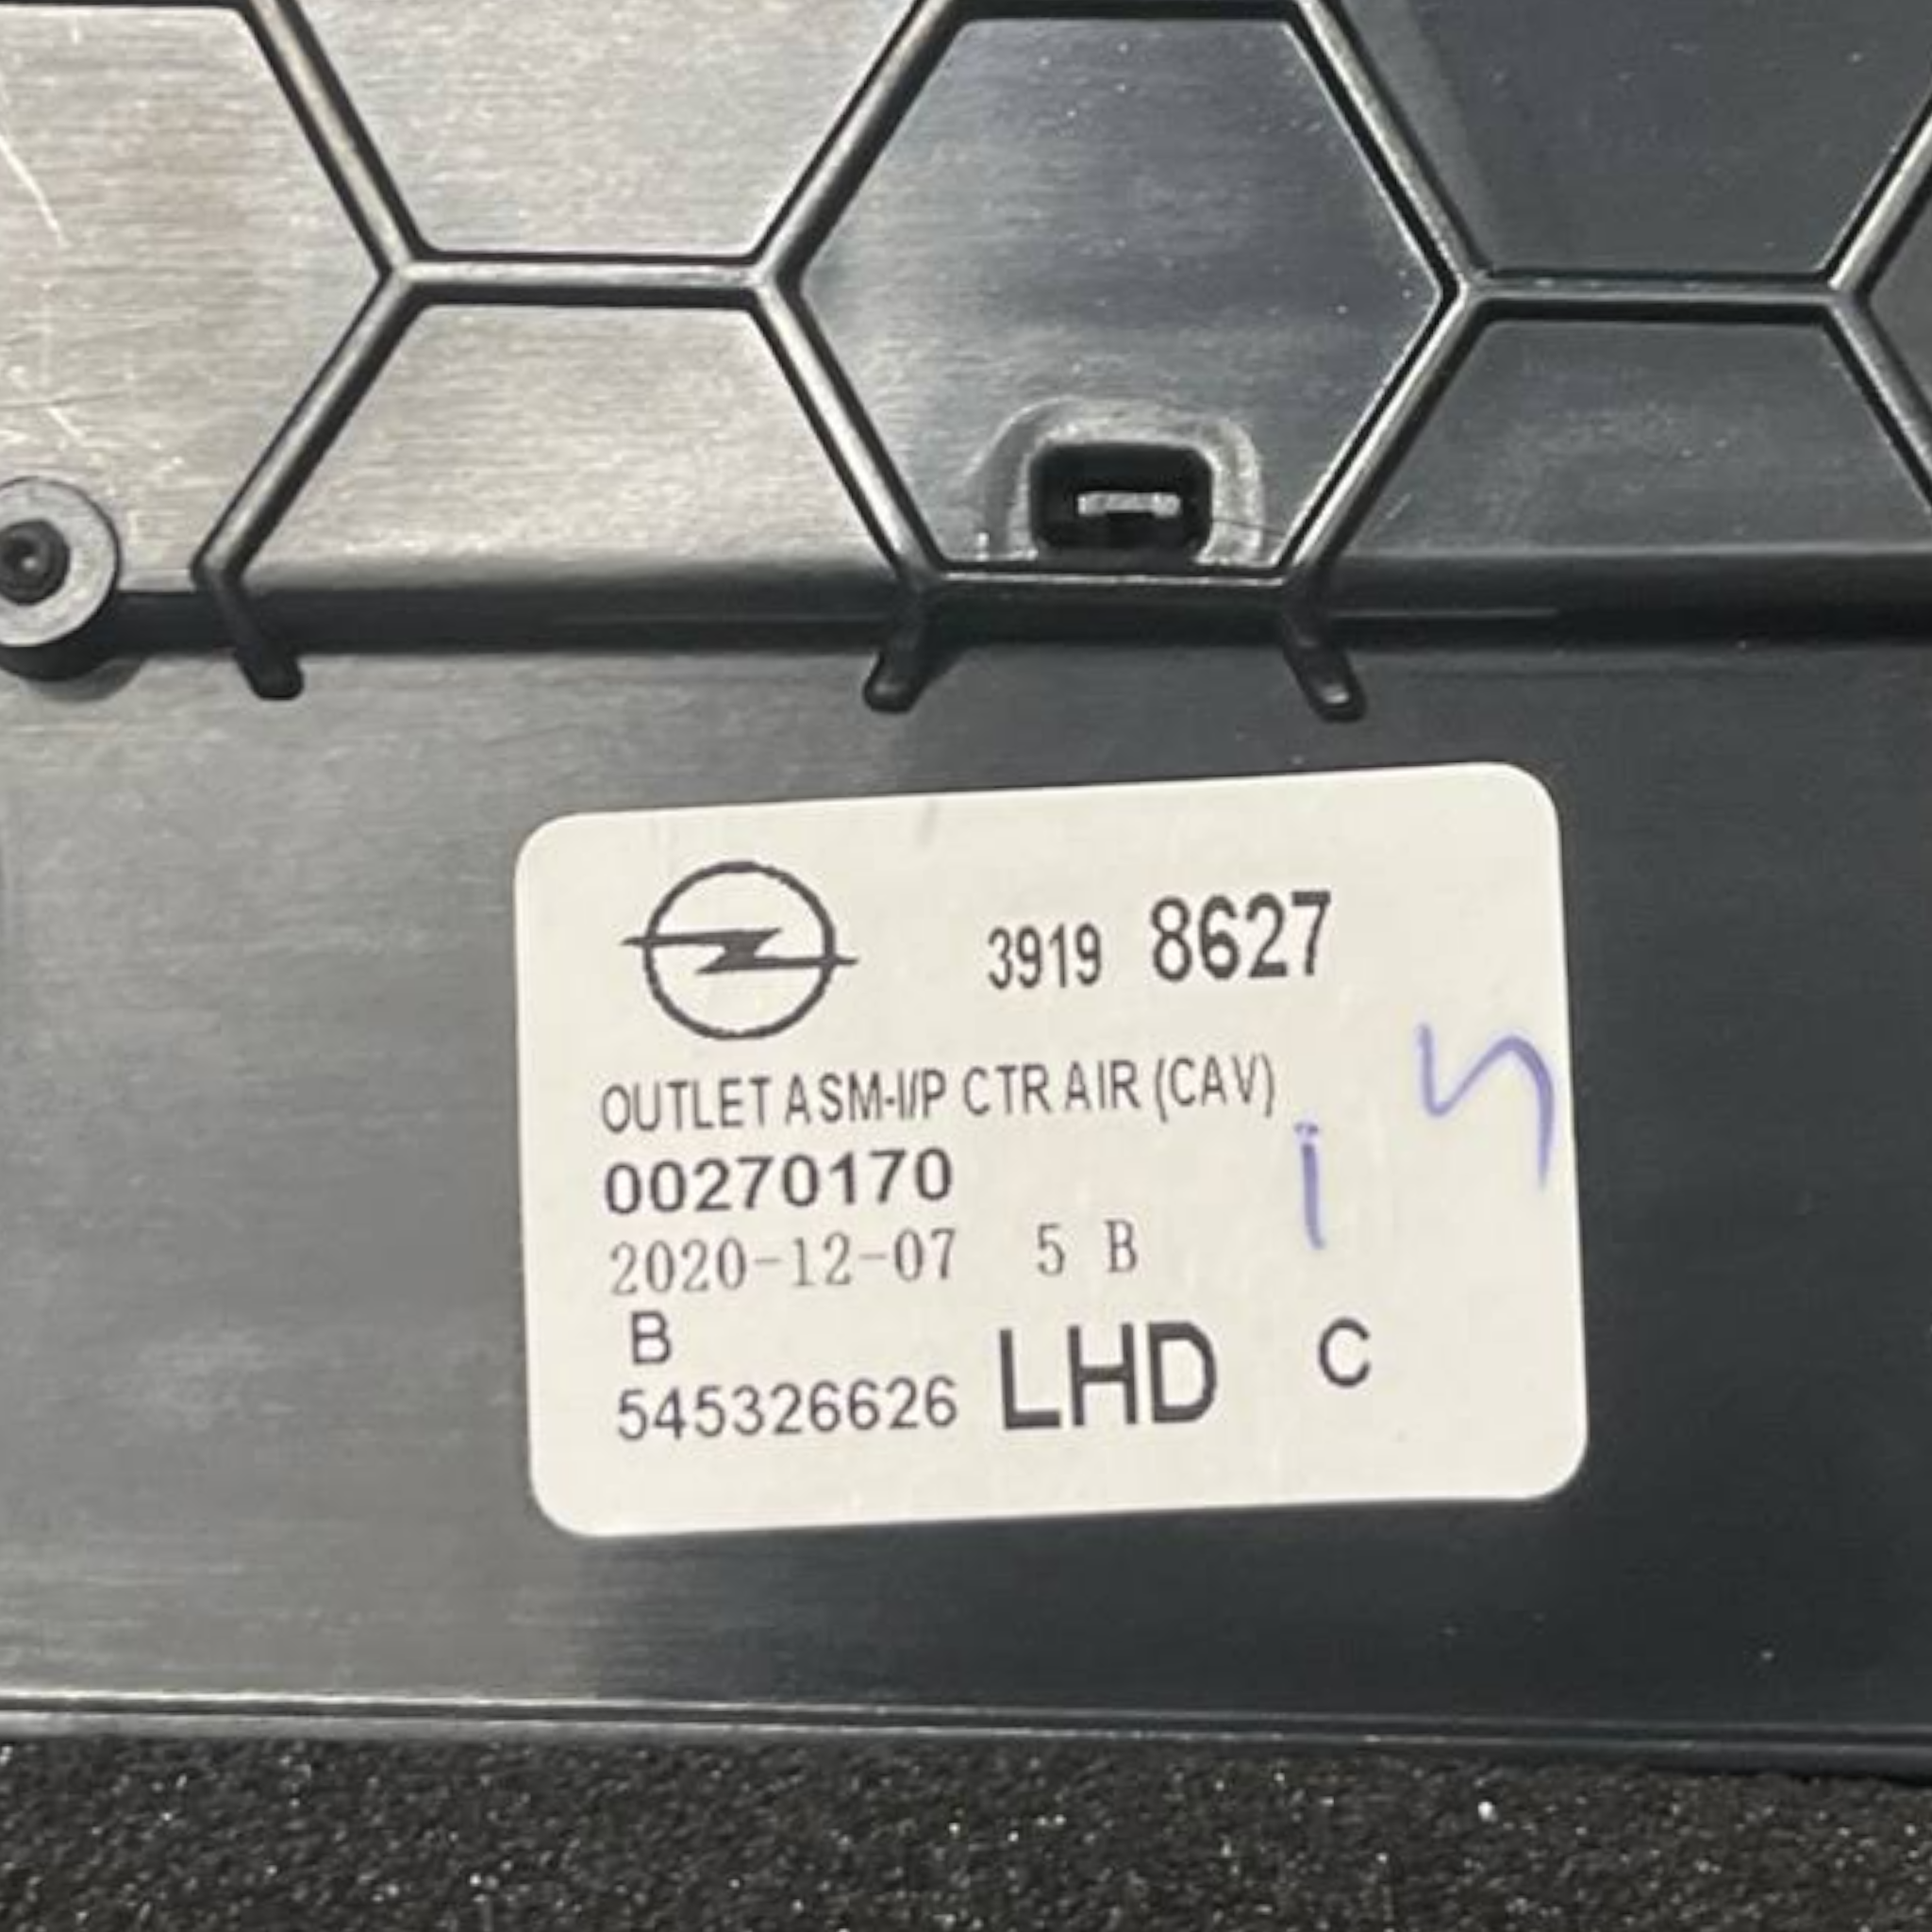 3919 8627
OUTLET ASM-I/P CTR AIR (CAV)
00270170
2020-12-07 5 B
B
545326626 LHD C